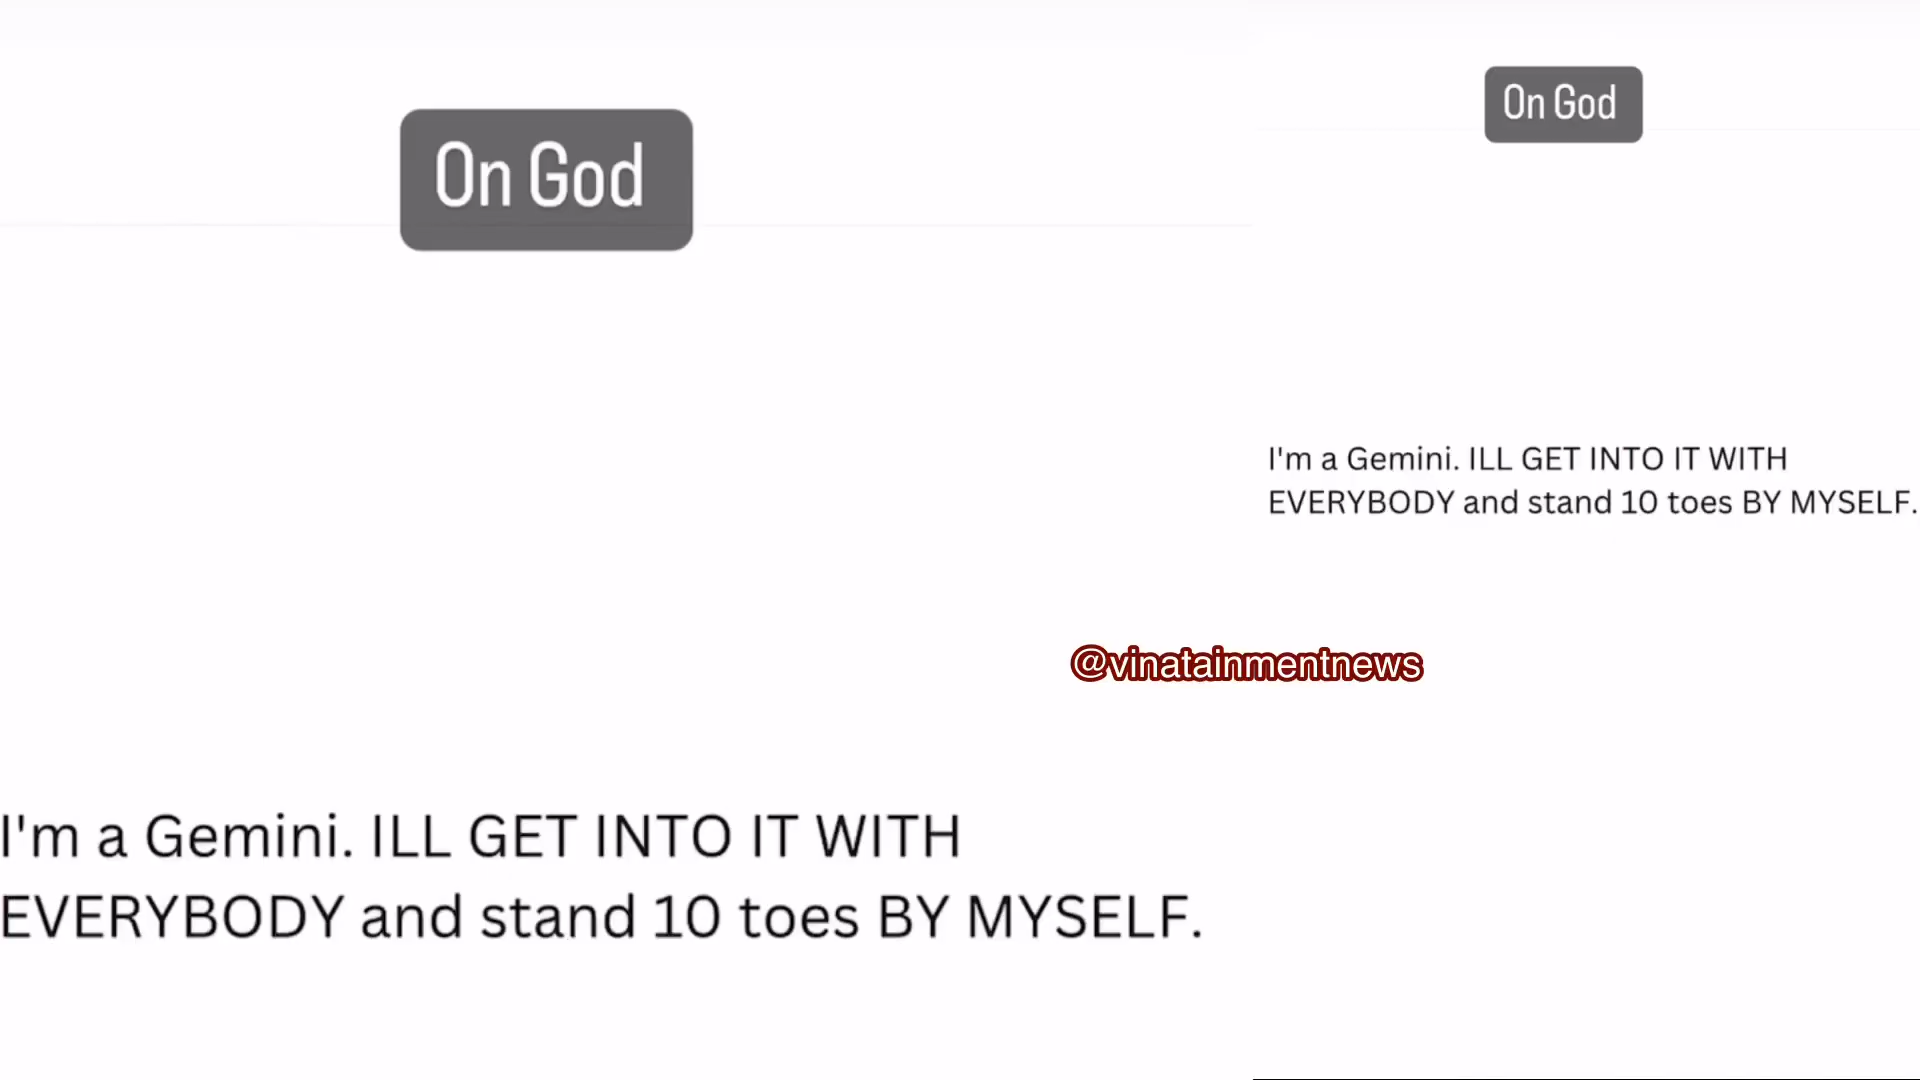 On God
I'm a Gemini. ILL GET INTO IT WITH
EVERYBODY and stand 10 toes BY MYSELF.
On God
I'm a Gemini. ILL GET INTO IT WITH
EVERYBODY and stand 10 toes BY MYSELF.
@vinatainmentnews